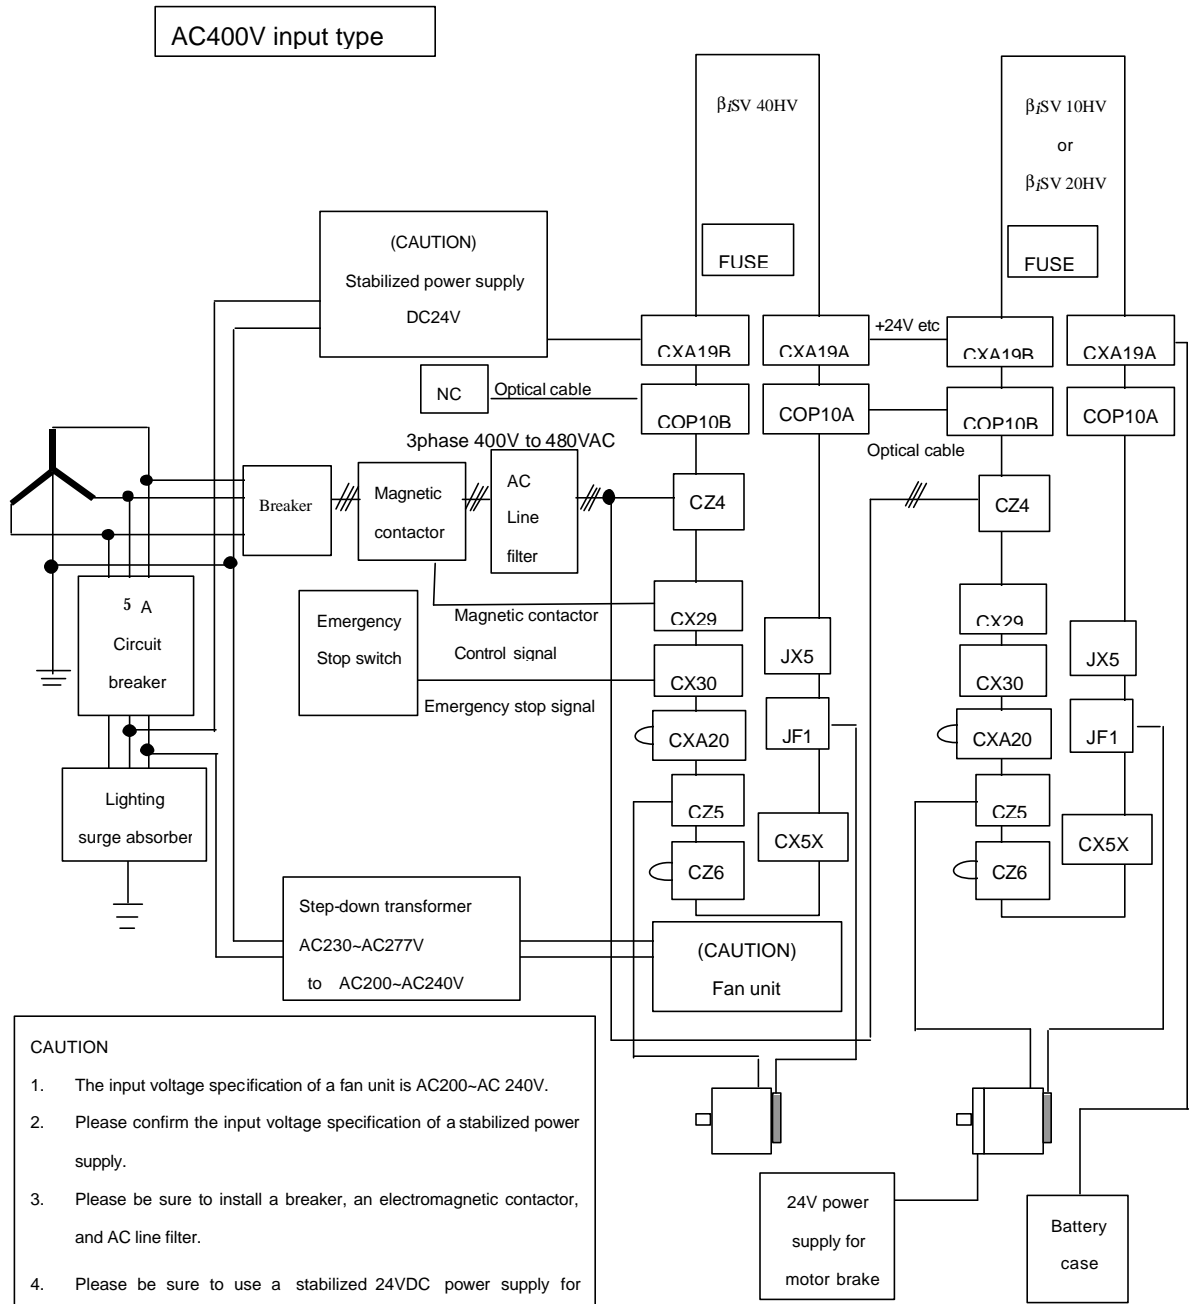 AC400V input type
βiSV 40HV
βiSV 10HV
or
βiSV 20HV
FUSE
FUSE
(CAUTION)
Stabilized power supply
DC24V
CXA19B
CXA19A
+24V etc
CXA19B
CXA19A
NC
Optical cable
COP10B
COP10A
COP10B
COP10A
Optical cable
3phase 400V to 480VAC
Breaker
Magnetic
contactor
AC
Line
filter
CZ4
CZ4
5 A
Circuit
breaker
Emergency
Stop switch
Magnetic contactor
Control signal
Emergency stop signal
CX29
CX30
CXA20
CZ5
CZ6
JX5
JF1
CX5X
CX29
CX30
CXA20
CZ5
CZ6
JX5
JF1
CX5X
Lighting
surge absorber
Step-down transformer
AC230~AC277V
to AC200~AC240V
(CAUTION)
Fan unit
CAUTION
1. The input voltage specification of a fan unit is AC200~AC 240V.
2. Please confirm the input voltage specification of a stabilized power
supply.
3. Please be sure to install a breaker, an electromagnetic contactor,
and AC line filter.
4. Please be sure to use a stabilized 24VDC power supply for
24V power
supply for
motor brake
Battery
case